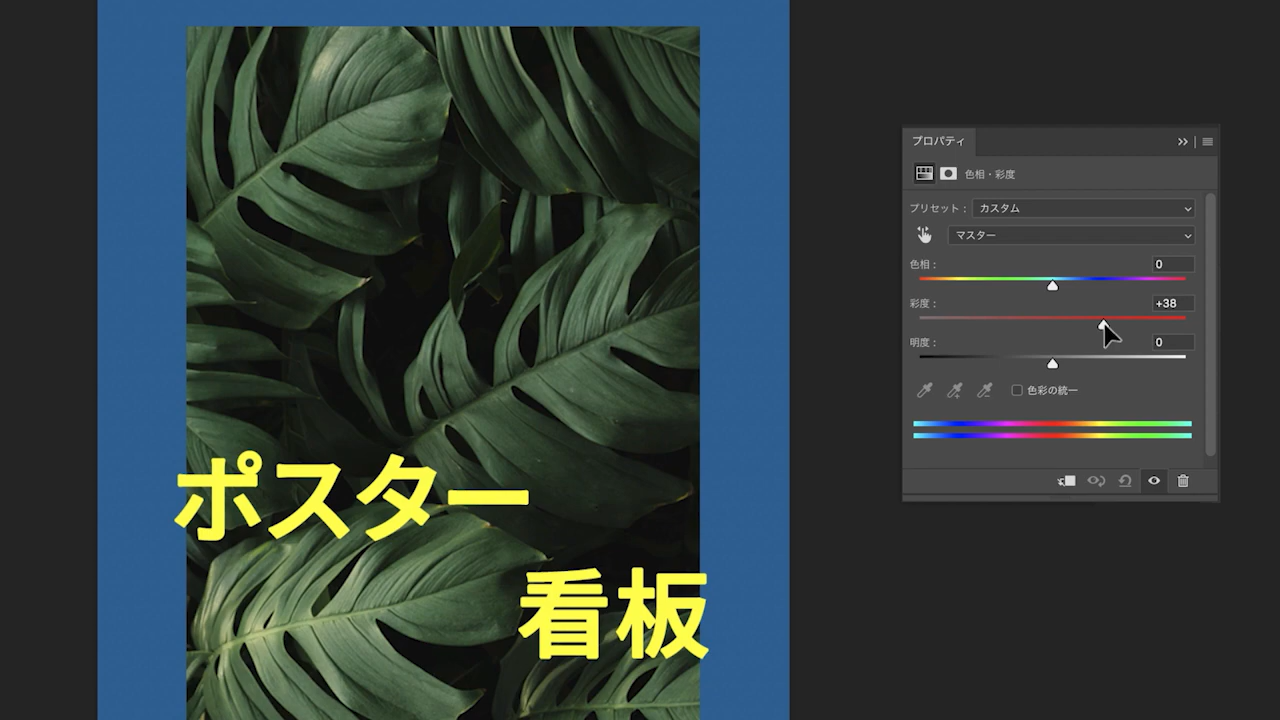 ポスター
看板
プロパティ
色相・彩度
プリセット：
カスタム
マスター
色相：
0
彩度：
+38
明度：
0
色彩の統一